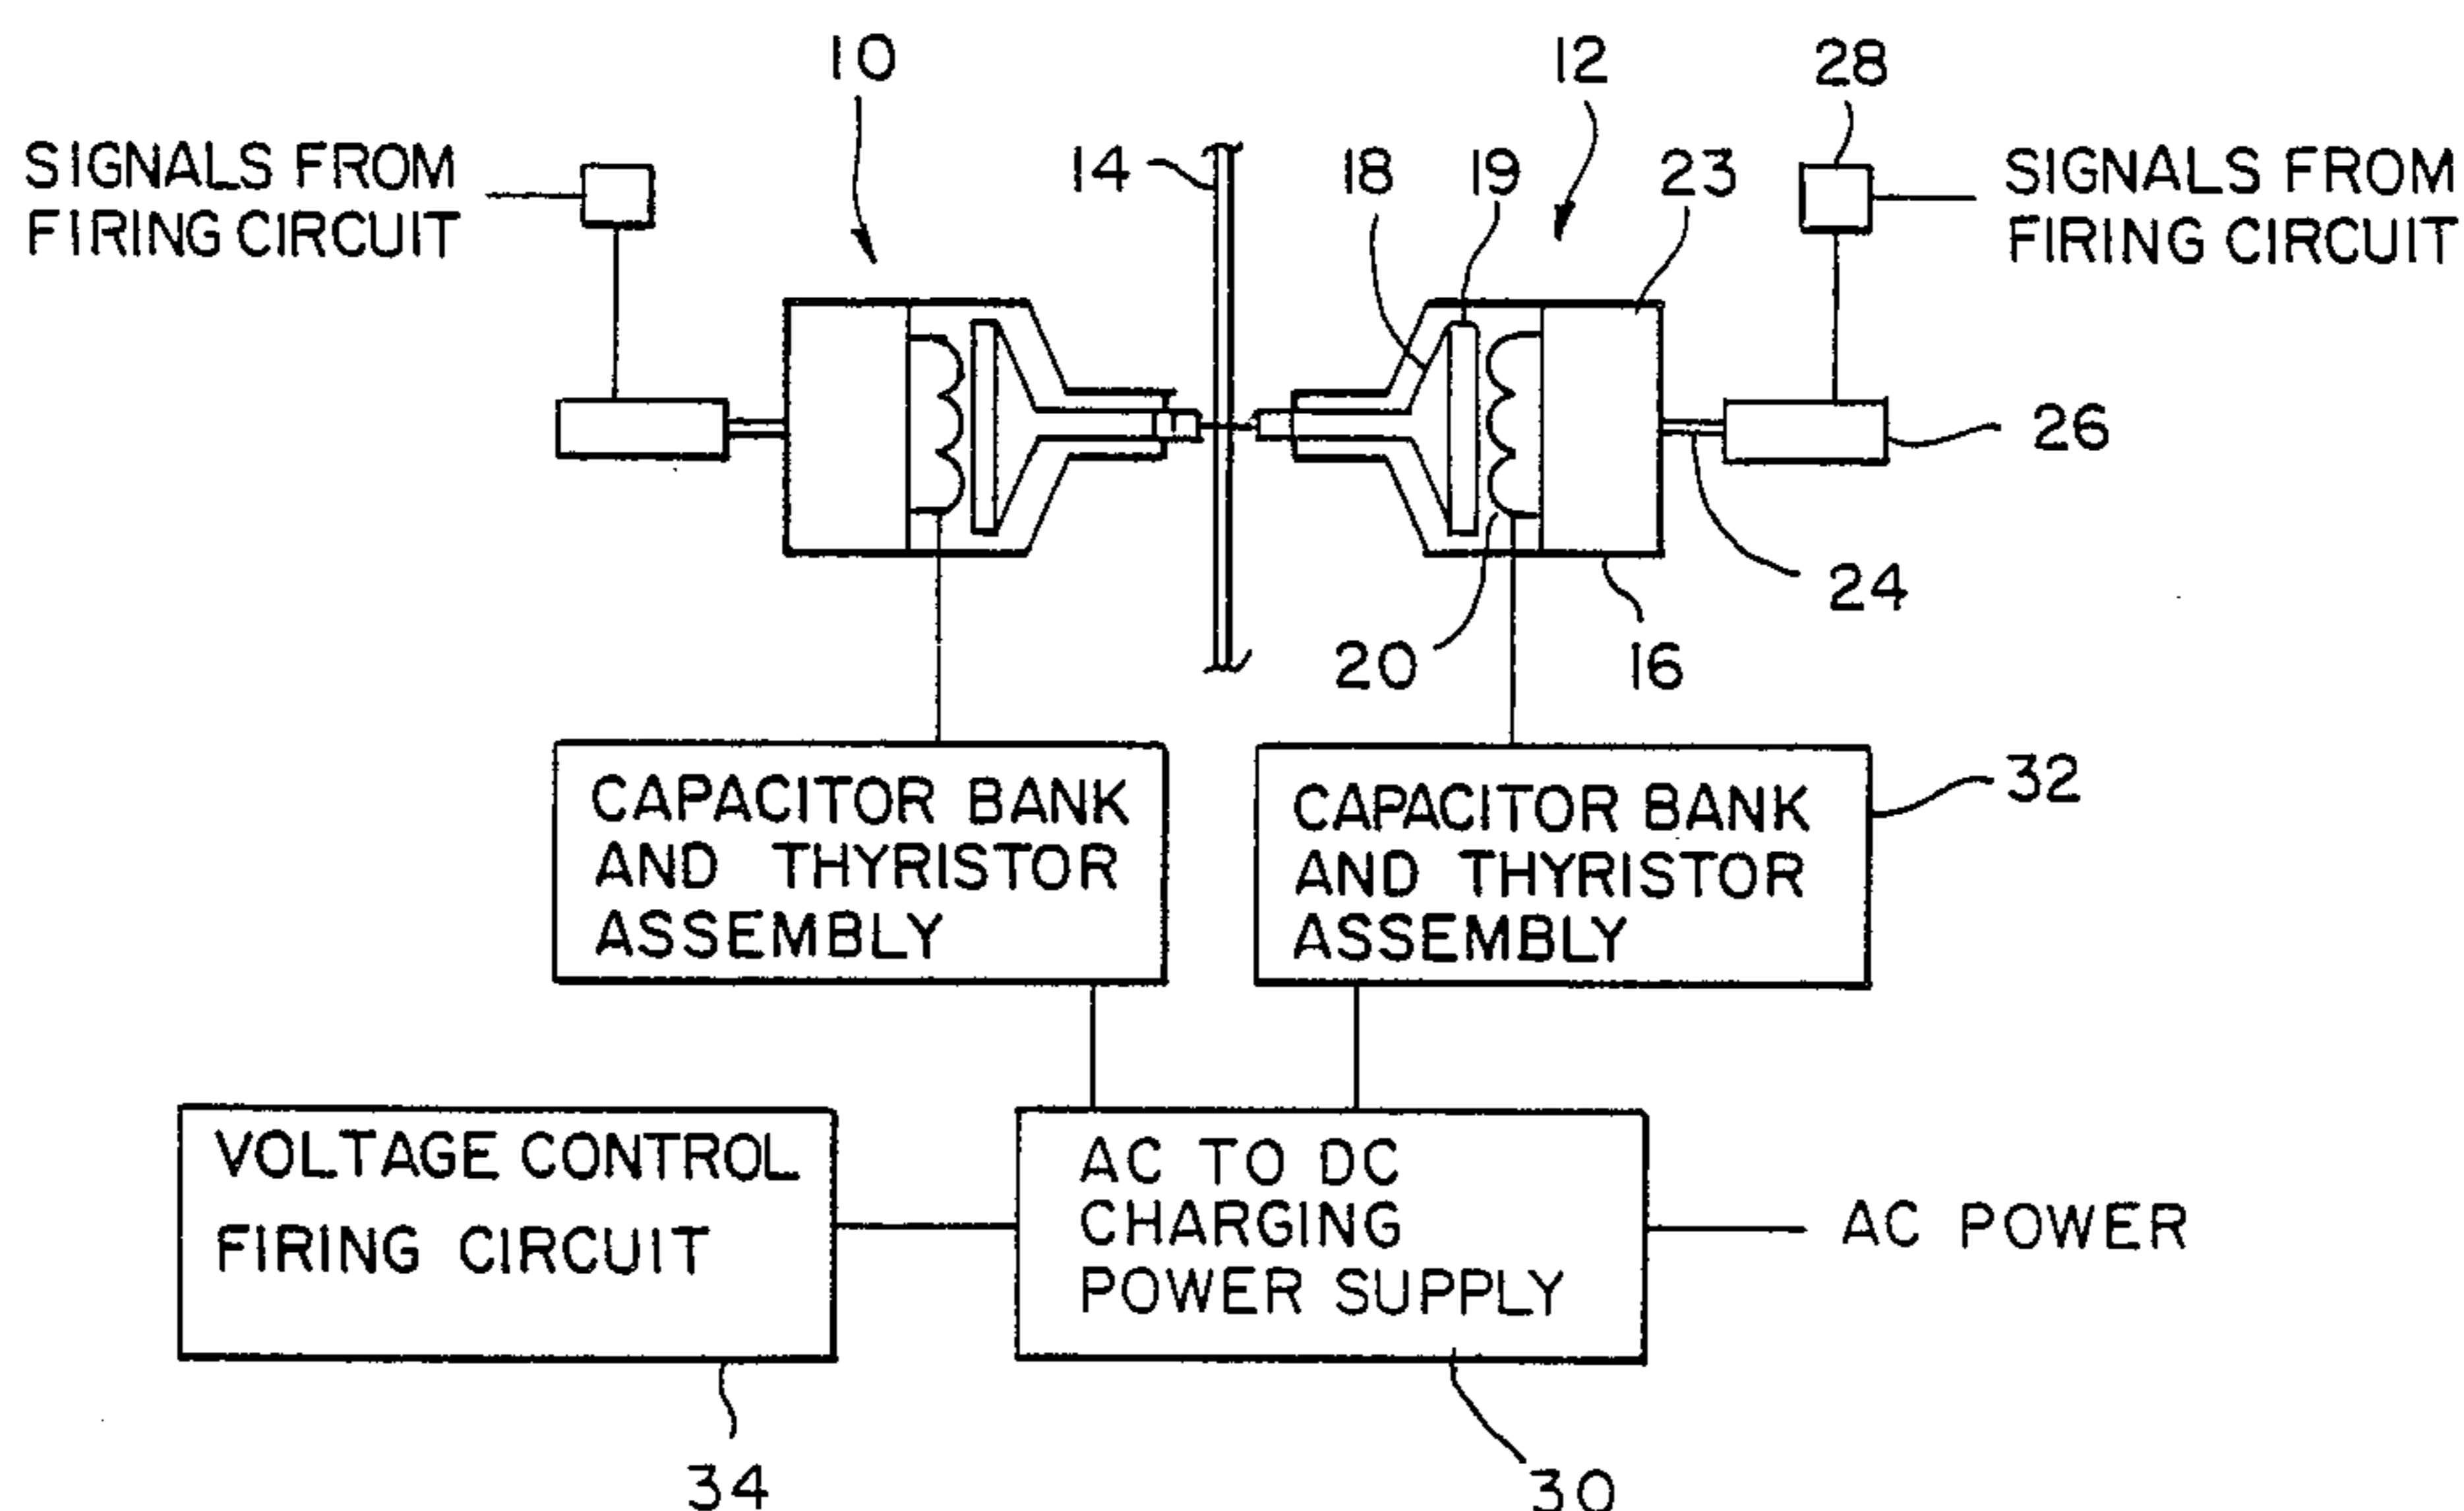 10
12
28
SIGNALS FROM
FIRING CIRCUIT
14
18
19
23
SIGNALS FROM
FIRING CIRCUIT
26
24
20
16
CAPACITOR BANK
AND THYRISTOR
ASSEMBLY
CAPACITOR BANK
AND THYRISTOR
ASSEMBLY
32
VOLTAGE CONTROL
FIRING CIRCUIT
AC TO DC
CHARGING
POWER SUPPLY
AC POWER
34
30